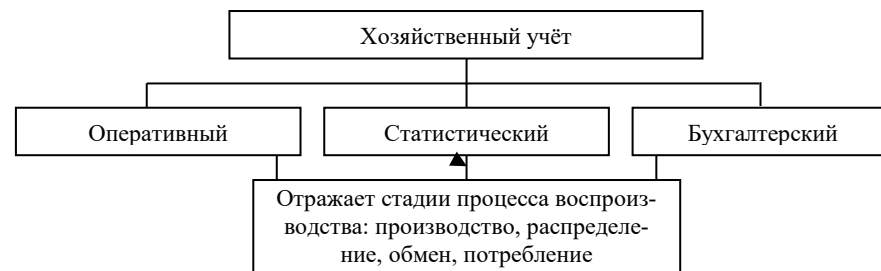 Хозяйственный учёт
Оперативный
Статистический
Бухгалтерский
Отражает стадии процесса воспроиз-
водства: производство, распределе-
ние, обмен, потребление